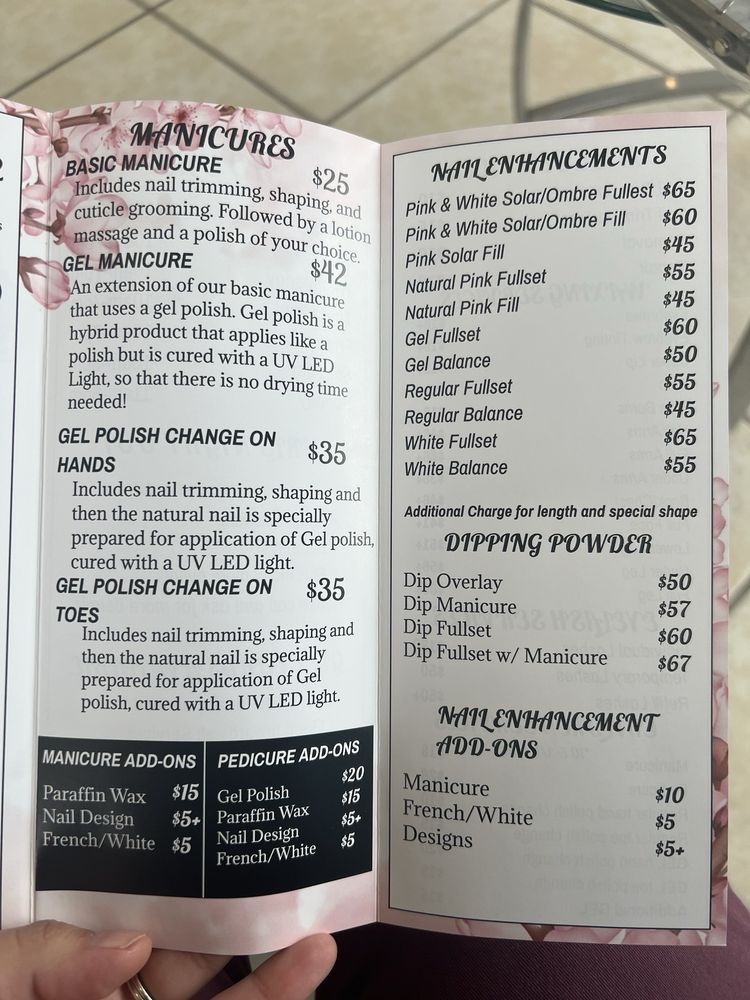 MANICURES
BASIC MANICURE $25
Includes nail trimming, shaping, and
cuticle grooming. Followed by a lotion
massage and a polish of your choice.
GEL MANICURE $42
An extension of our basic manicure
that uses a gel polish. Gel polish is a
hybrid product that applies like a
polish but is cured with a UV LED
Light, so that there is no drying time
needed!
GEL POLISH CHANGE ON $35
HANDS
Includes nail trimming, shaping and
then the natural nail is specially
prepared for application of Gel polish,
cured with a UV LED light.
GEL POLISH CHANGE ON $35
TOES
Includes nail trimming, shaping and
then the natural nail is specially
prepared for application of Gel
polish, cured with a UV LED light.
MANICURE ADD-ONS
Paraffin Wax $15
Nail Design $5+
French/White $5
PEDICURE ADD-ONS
Gel Polish $20
Paraffin Wax $15
Nail Design $5+
French/White $5
NAIL ENHANCEMENTS
Pink & White Solar/Ombre Fullest $65
Pink & White Solar/Ombre Fill $60
Pink Solar Fill $45
Natural Pink Fullset $55
Natural Pink Fill $45
Gel Fullset $60
Gel Balance $50
Regular Fullset $55
Regular Balance $45
White Fullset $65
White Balance $55
Additional Charge for length and special shape
DIPPING POWDER
Dip Overlay $50
Dip Manicure $57
Dip Fullset $60
Dip Fullset w/ Manicure $67
NAIL ENHANCEMENT
ADD-ONS
Manicure $10
French/White $5
Designs $5+